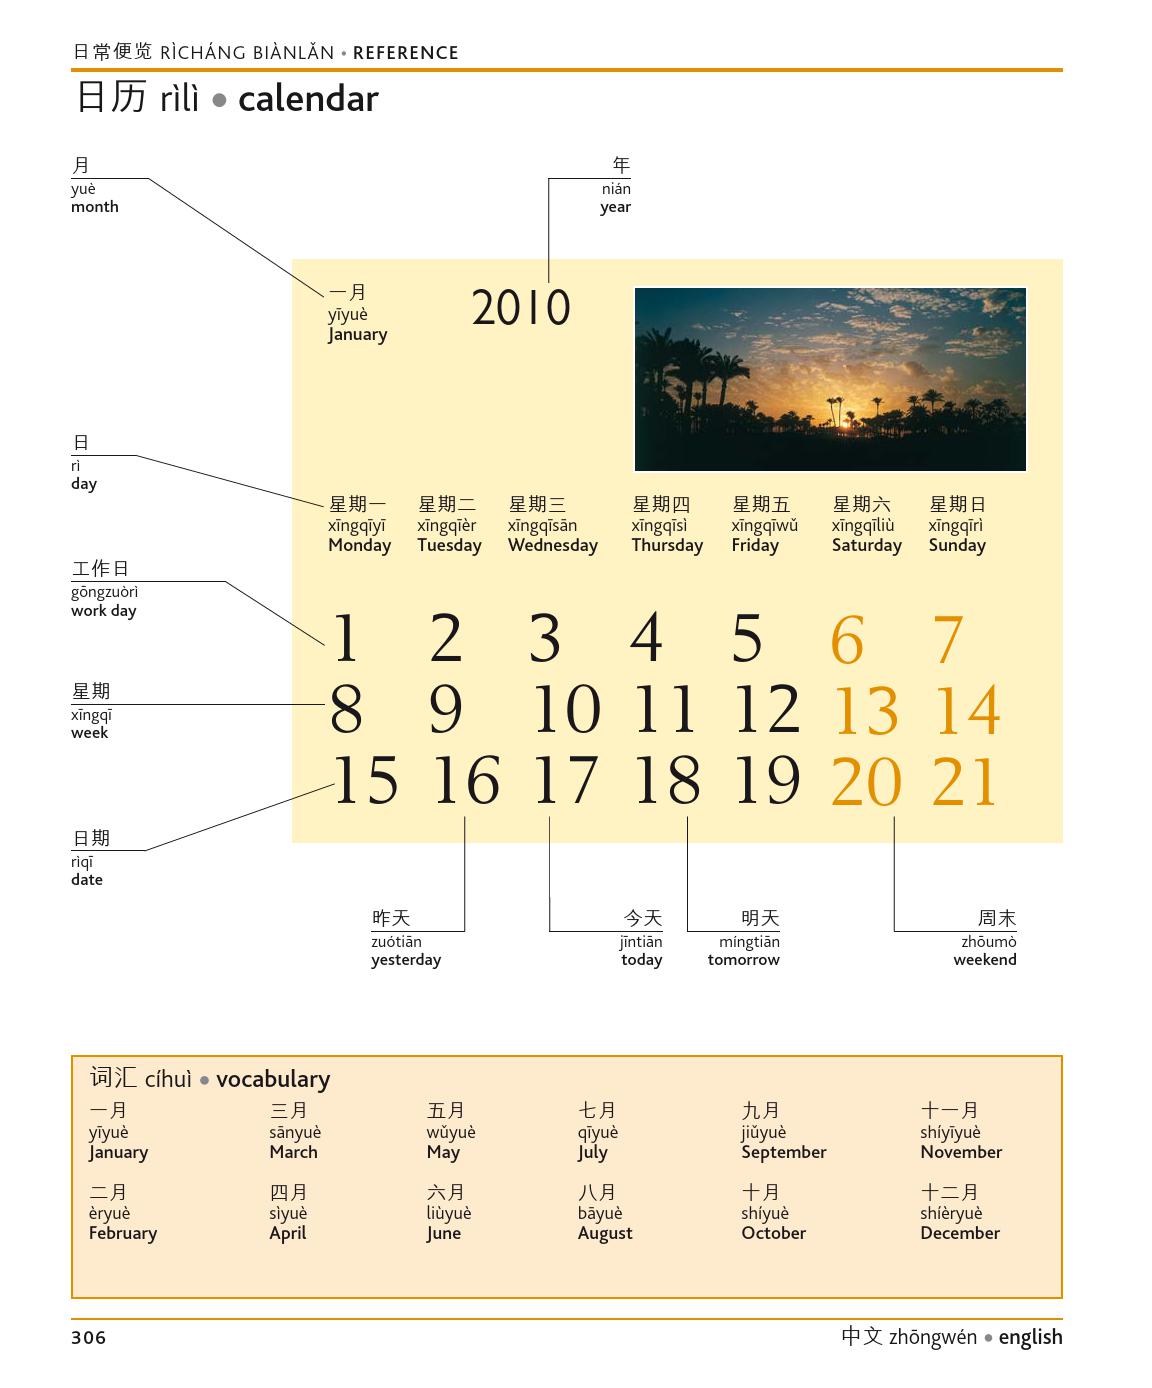 日常便览 RÌCHÁNG BIÀNLǍN • REFERENCE
日历 rìlì • calendar
月
yuè
month
年
nián
year
一月
yīyuè
January
2010
日
rì
day
星期一 星期二 星期三 星期四 星期五 星期六 星期日
xīngqīyī xīngqīèr xīngqīsān xīngqīsì xīngqīwǔ xīngqīliù xīngqīrì
Monday Tuesday Wednesday Thursday Friday Saturday Sunday
工作日
gōngzuòrì
work day
1 2 3 4 5 6 7
星期
xīngqī
week
8 9 10 11 12 13 14
15 16 17 18 19 20 21
日期
rìqī
date
昨天 今天 明天 周末
zuótiān jīntiān míngtiān zhōumò
yesterday today tomorrow weekend
词汇 cíhuì • vocabulary
一月 三月 五月 七月 九月 十一月
yīyuè sānyuè wǔyuè qīyuè jiǔyuè shíyīyuè
January March May July September November
二月 四月 六月 八月 十月 十二月
èryuè sìyuè liùyuè bāyuè shíyuè shíèryuè
February April June August October December
306
中文 zhōngwén • english